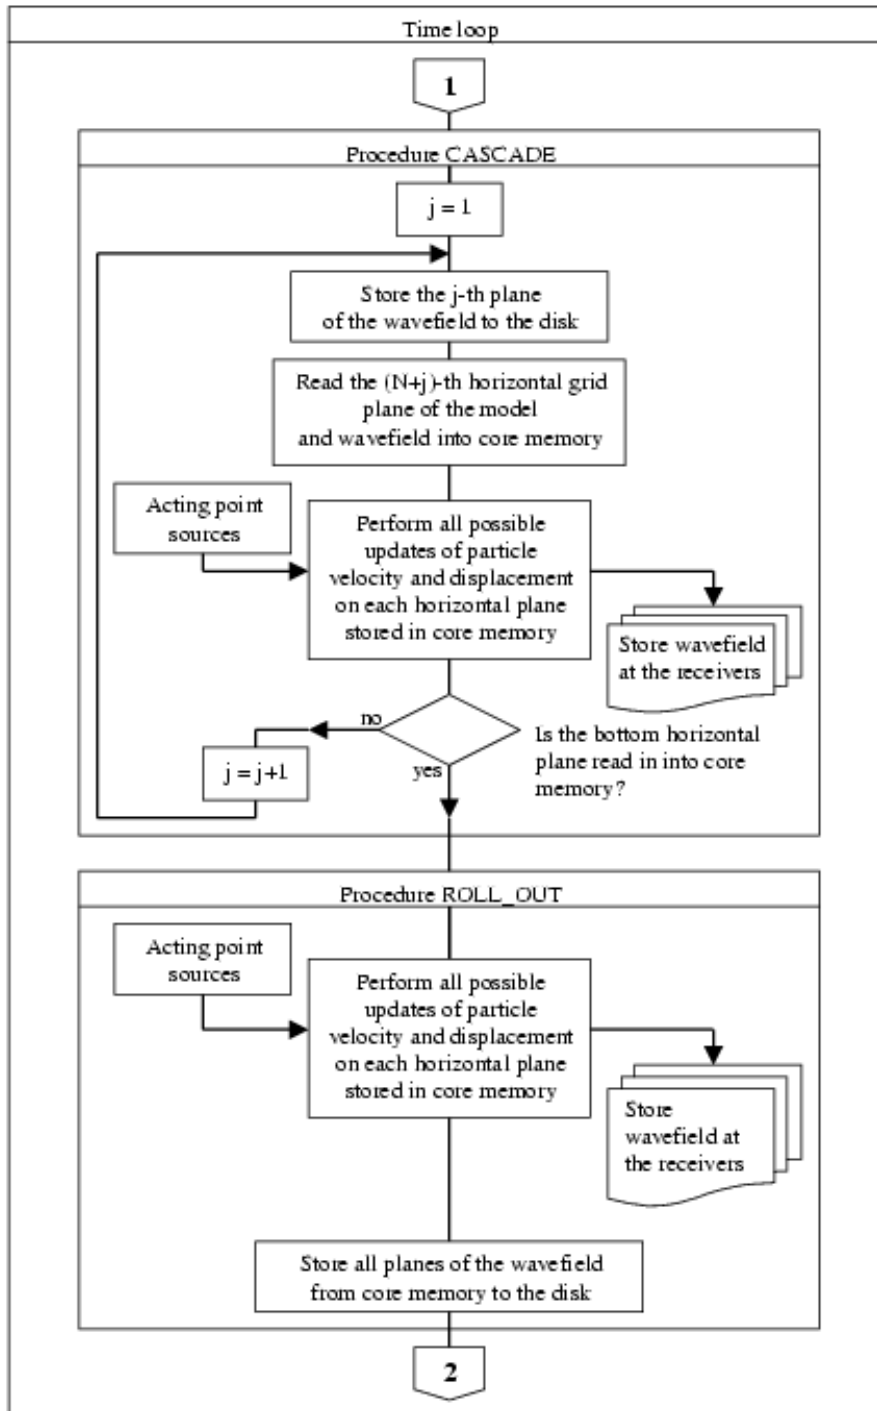 Time loop
1
Procedure CASCADE
j = 1
Store the j-th plane
of the wavefield to the disk
Read the (N+j)-th horizontal grid
plane of the model
and wavefield into core memory
Acting point
sources
Perform all possible
updates of particle
velocity and displacement
on each horizontal plane
stored in core memory
Store wavefield
at the receivers
no
yes
Is the bottom horizontal
plane read in into core
memory?
j = j+1
Procedure ROLL_OUT
Acting point
sources
Perform all possible
updates of particle
velocity and displacement
on each horizontal plane
stored in core memory
Store
wavefield at
the receivers
Store all planes of the wavefield
from core memory to the disk
2